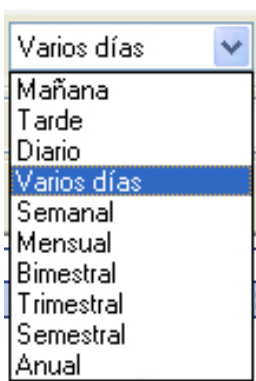 Varios días
Mañana
Tarde
Diario
Varios días
Semanal
Mensual
Bimestral
Trimestral
Semestral
Anual